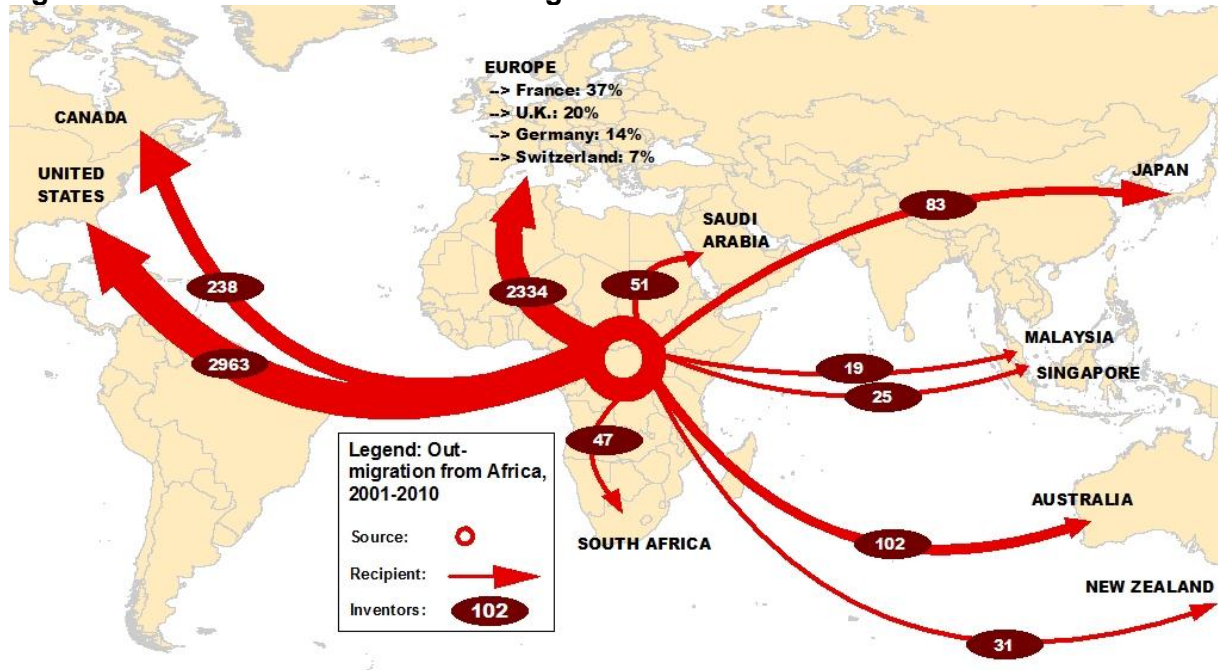 EUROPE
--> France: 37%
--> U.K.: 20%
--> Germany: 14%
--> Switzerland: 7%
CANADA
UNITED
STATES
JAPAN
SAUDI
ARABIA
83
238
2334
51
2963
MALAYSIA
SINGAPORE
19
25
47
Legend: Out-
migration from Africa,
2001-2010
Source:
Recipient:
Inventors: 102
SOUTH AFRICA
AUSTRALIA
102
NEW ZEALAND
31